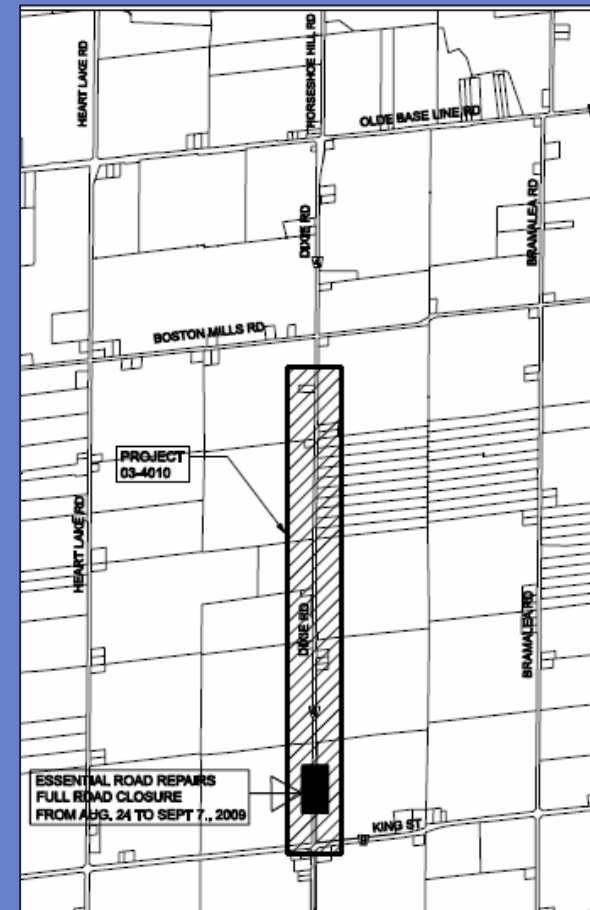 HEART LAKE RD
HORSESHOE HILL RD
OLDE BASE LINE RD
DIXIE RD
BRAMALEA RD
BOSTON MILLS RD
PROJECT
03-4010
HEART LAKE RD
DIXIE RD
BRAMALEA RD
ESSENTIAL ROAD REPAIRS
FULL ROAD CLOSURE
FROM AUG, 24 TO SEPT 7,, 2009
KING ST